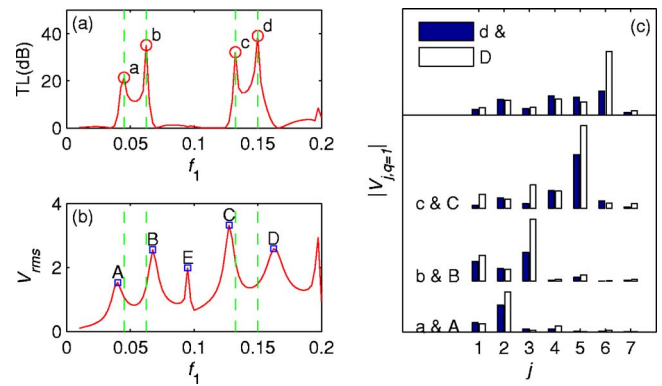 (a)
TL(dB)
40
20
0
a
b
c
d
0 0.05 0.1 0.15 0.2
f1
(b)
Vrms
4
2
0
A
B
E
C
D
0 0.05 0.1 0.15 0.2
f1
(c)
d &
D
|Vj,q=1|
c & C
b & B
a & A
1 2 3 4 5 6 7
j